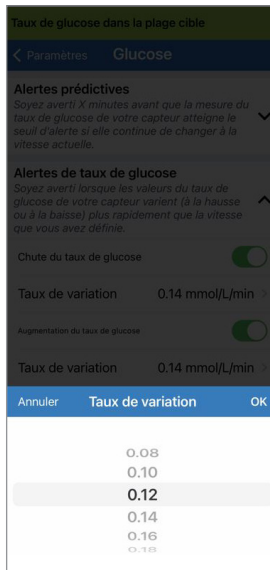 Taux de glucose dans la plage cible
Paramètres Glucose
Alertes prédictives
Soyez averti X minutes avant que la mesure du
taux de glucose de votre capteur atteigne le
seuil d'alerte si elle continue de changer à la
vitesse actuelle.
Alertes de taux de glucose
Soyez averti lorsque les valeurs du taux de
glucose de votre capteur varient (à la hausse
ou à la baisse) plus rapidement que la vitesse
que vous avez définie.
Chute du taux de glucose
Taux de variation 0.14 mmol/L/min
Augmentation du taux de glucose
Taux de variation 0.14 mmol/L/min
Annuler Taux de variation OK
0.08
0.10
0.12
0.14
0.16
0.18